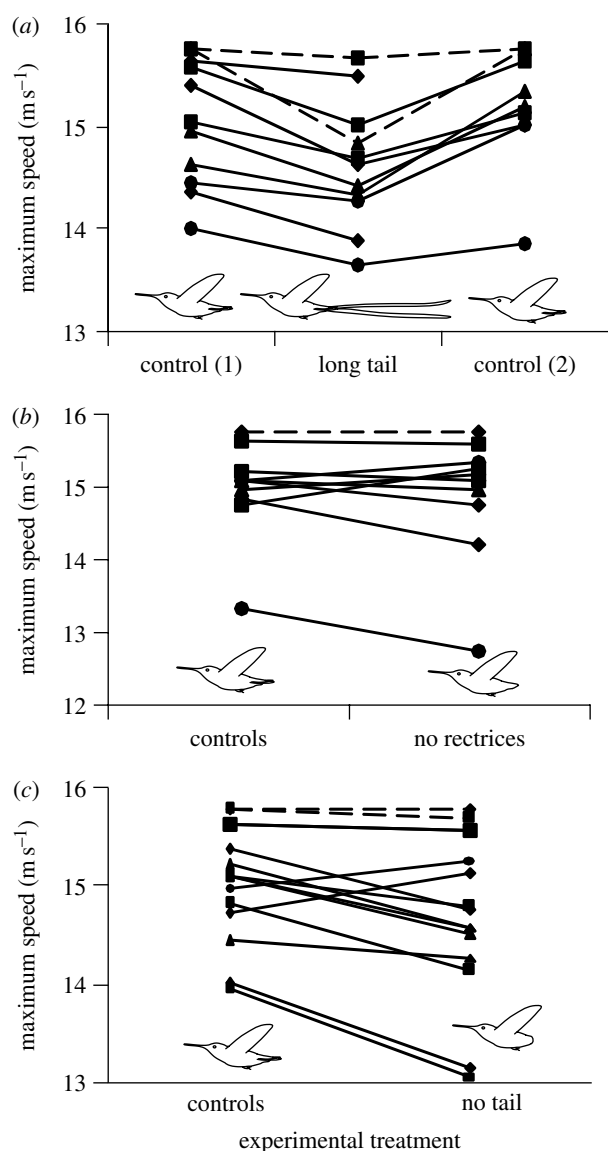 (a)
16
15
14
13
maximum speed (m s⁻¹)
control (1) long tail control (2)
(b)
16
15
14
13
12
maximum speed (m s⁻¹)
controls no rectrices
(c)
16
15
14
13
maximum speed (m s⁻¹)
controls no tail
experimental treatment